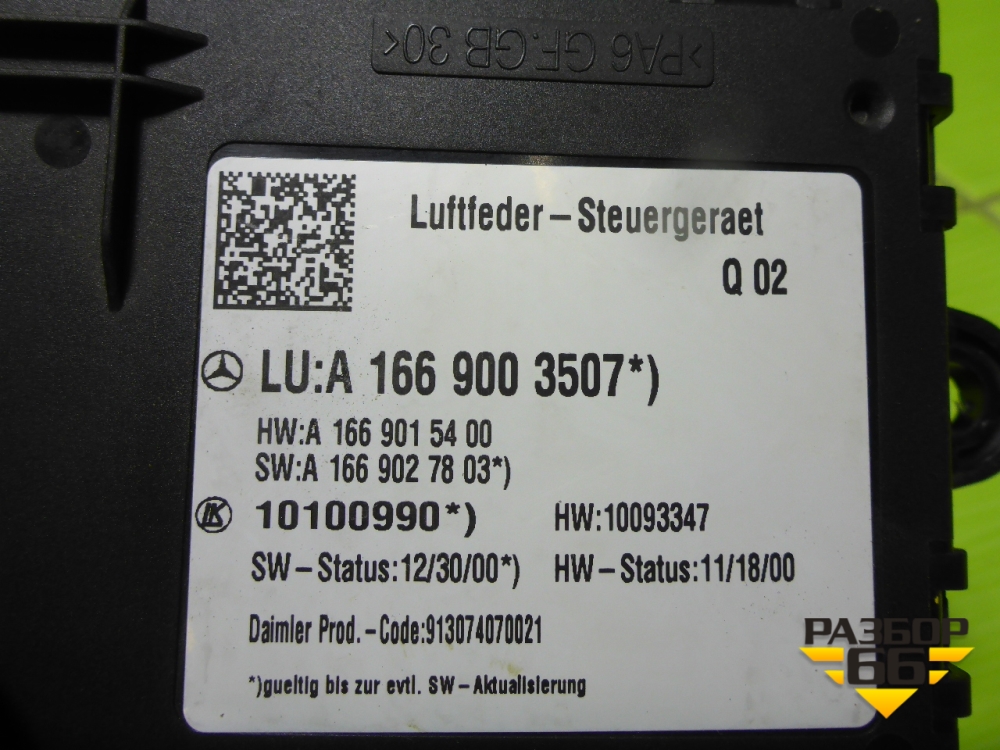 >PA6 GF.GB 30<
Luftfeder–Steuergeraet
Q 02
LU:A 166 900 3507*)
HW:A 166 901 54 00
SW:A 166 902 78 03*)
10100990*) HW:10093347
SW–Status:12/30/00*) HW–Status:11/18/00
Daimler Prod.–Code:913074070021
*)gueltig bis zur evtl. SW–Aktualisierung
РАЗБОР
66